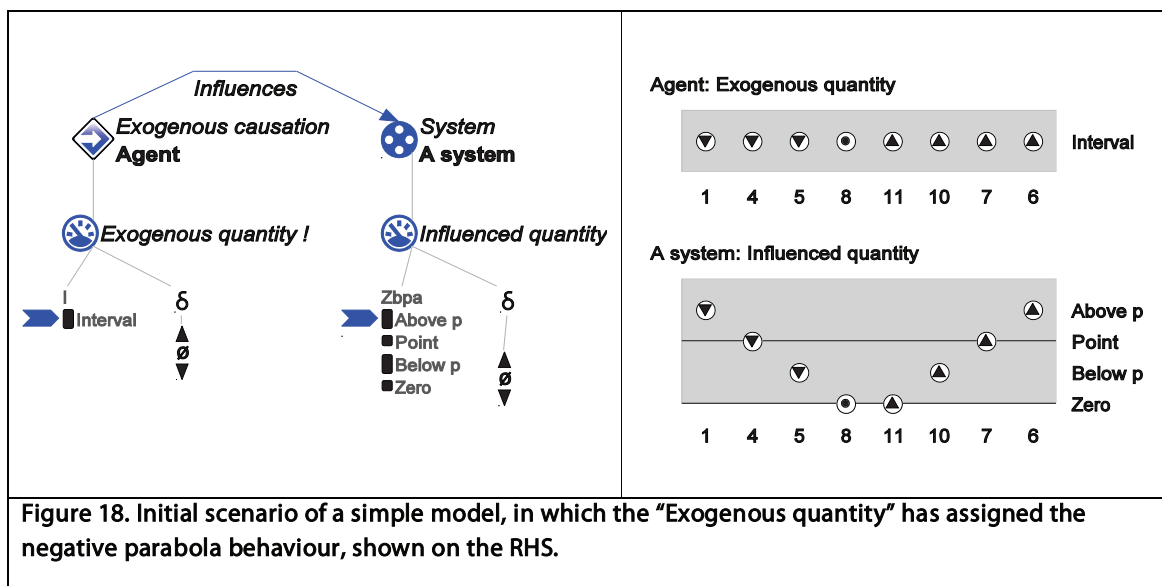 Influences
Exogenous causation
Agent
System
A system
Exogenous quantity !
Influenced quantity
I
Interval
δ
ø
Zbpa
Above p
Point
Below p
Zero
δ
ø
Agent: Exogenous quantity
Interval
1 4 5 8 11 10 7 6
A system: Influenced quantity
Above p
Point
Below p
Zero
1 4 5 8 11 10 7 6
Figure 18. Initial scenario of a simple model, in which the “Exogenous quantity” has assigned the
negative parabola behaviour, shown on the RHS.